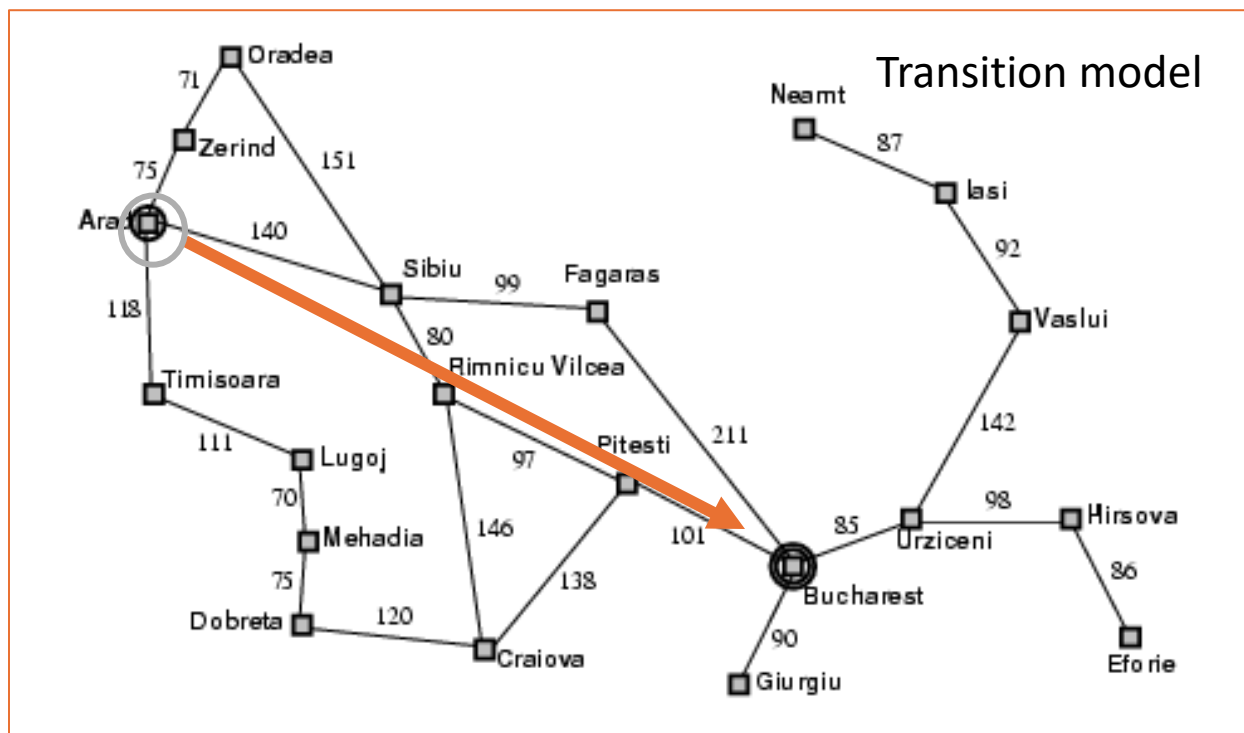 Oradea
Transition model
71
Neamt
Zerind
87
75
151
Iasi
Arad
140
92
Sibiu
Fagaras
99
118
80
Vaslui
Timisoara
Rimnicu Vilcea
142
111
211
Lugoj
97
Pitesti
70
98
Hirsova
146
101
85
Mehadia
Urziceni
86
75
138
Bucharest
Dobreta
120
90
Craiova
Eforie
Giurgiu